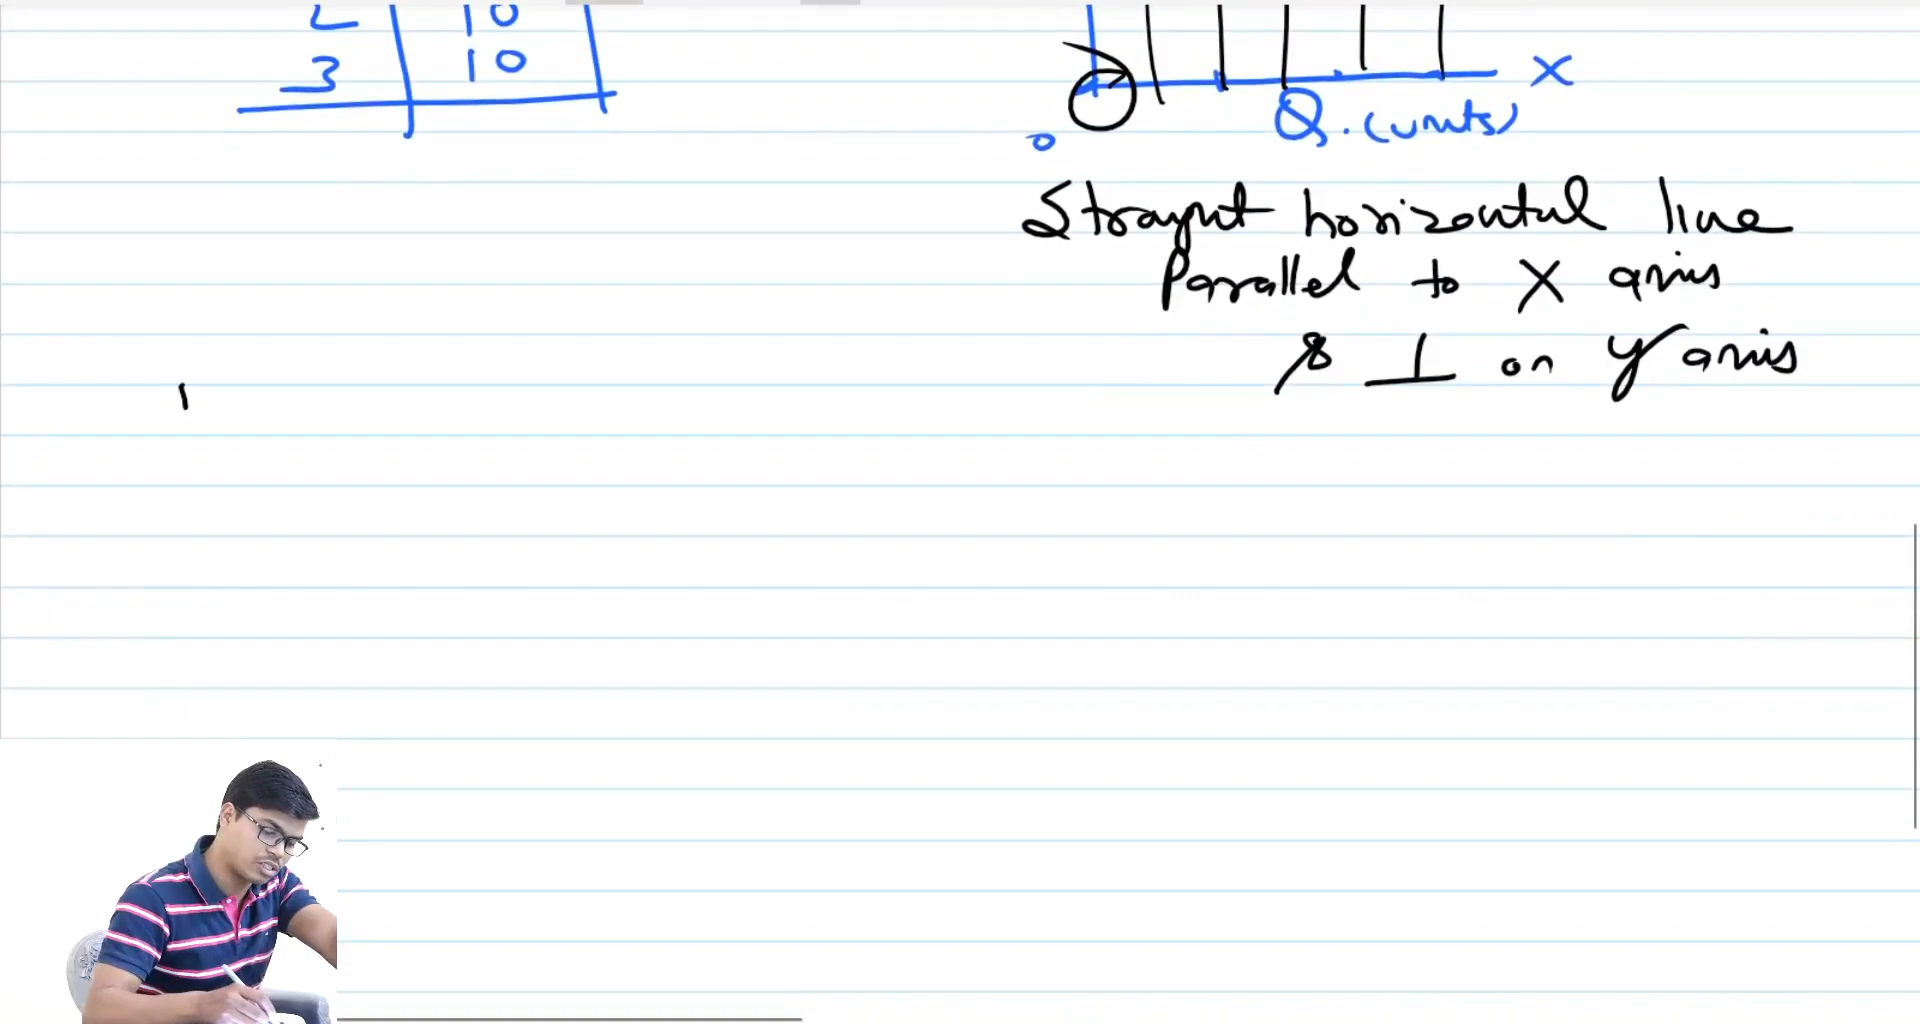 2 10
3 10
X
0
Q. (units)
Straight horizontal line
Parallel to X axis
& ⊥ on y axis